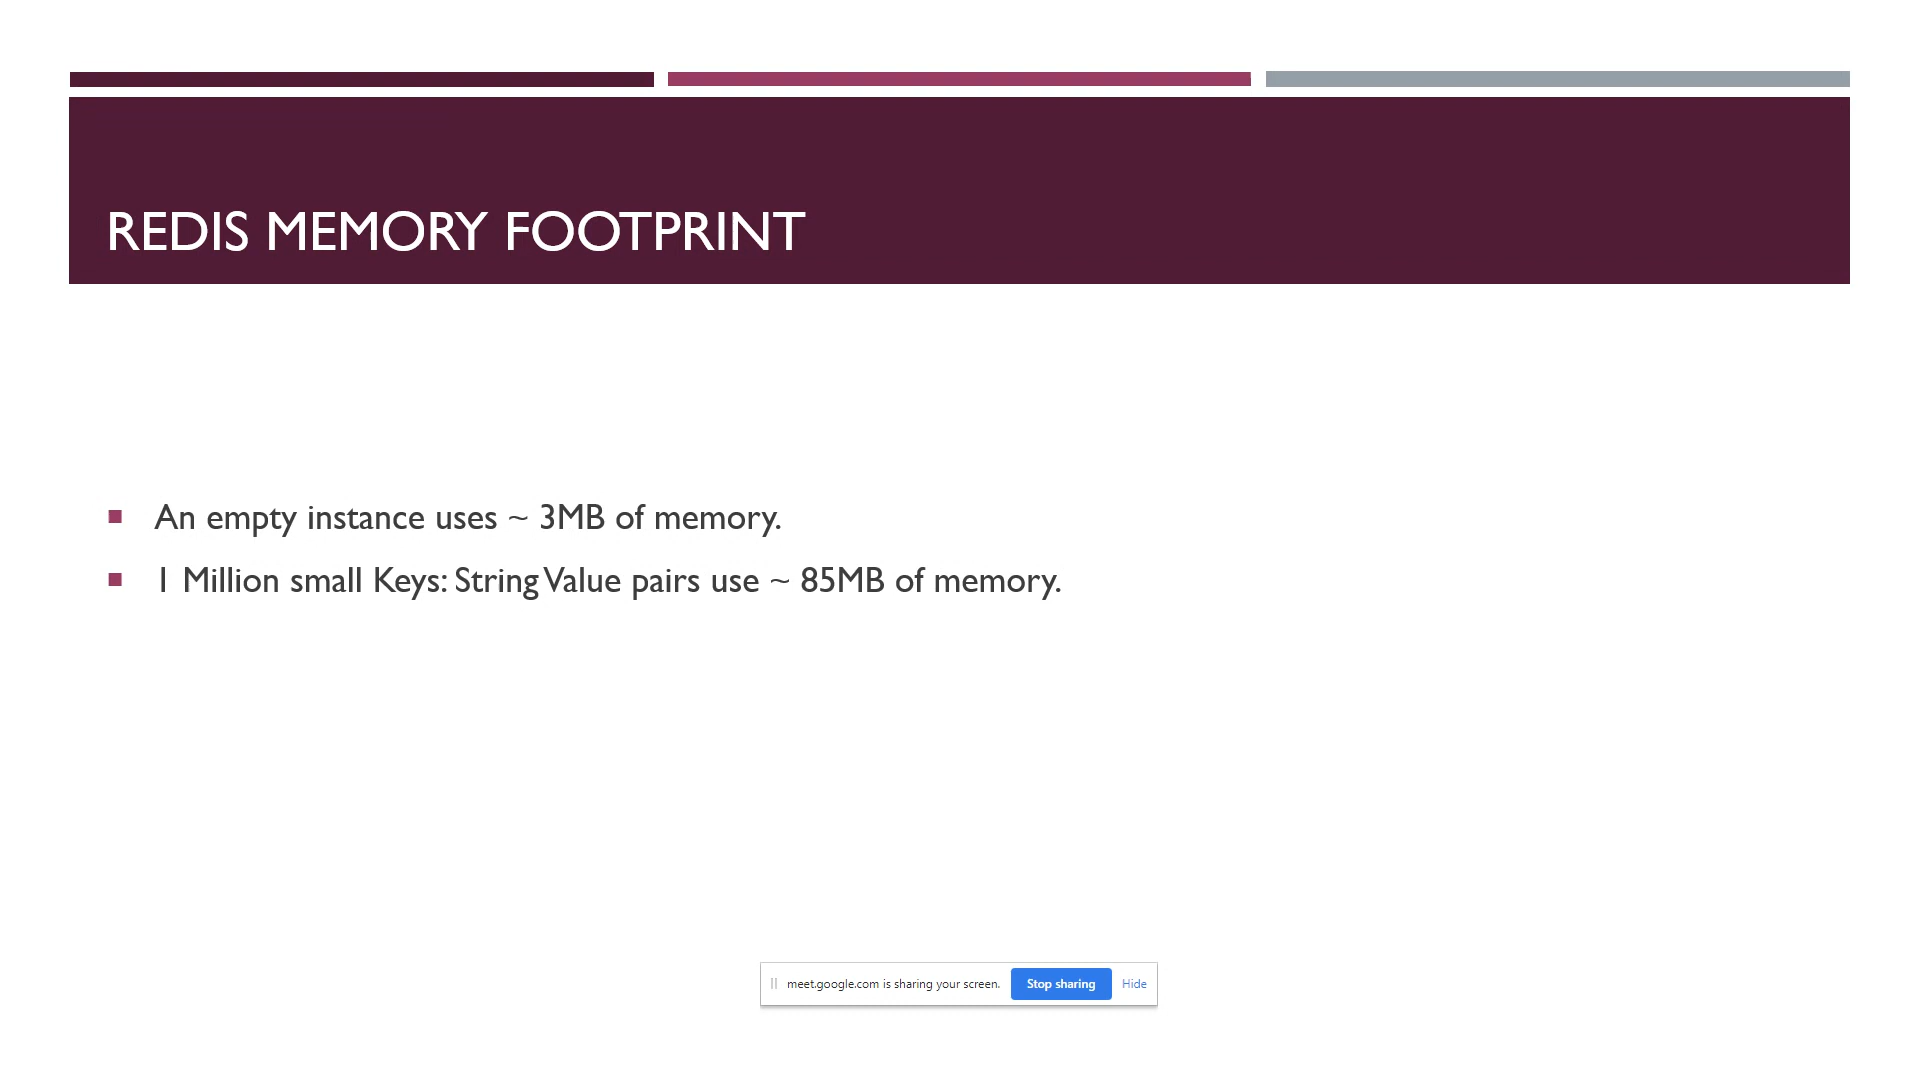 REDIS MEMORY FOOTPRINT
An empty instance uses ~ 3MB of memory.
1 Million small Keys: String Value pairs use ~ 85MB of memory.
meet.google.com is sharing your screen. Stop sharing Hide